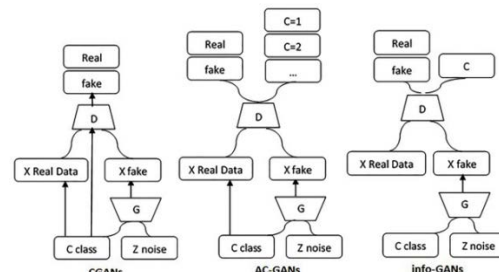 Real
fake
D
X Real Data
X fake
G
C class
Z noise
CGANs
Real
fake
C=1
C=2
...
D
X Real Data
X fake
G
C class
Z noise
AC-GANs
Real
fake
C
D
X Real Data
X fake
G
C class
Z noise
info-GANs